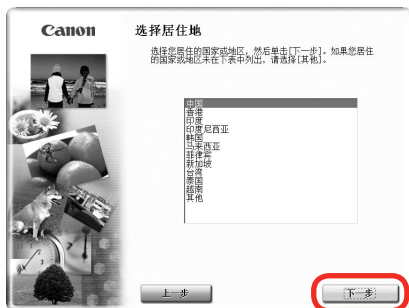 Canon
选择居住地
选择您居住的国家或地区，然后单击[下一步]。如果您居住
的国家或地区未在下表中列出，请选择[其他]。
中国
香港
印度
印度尼西亚
韩国
马来西亚
菲律宾
新加坡
台湾
泰国
越南
其他
上一步
下一步